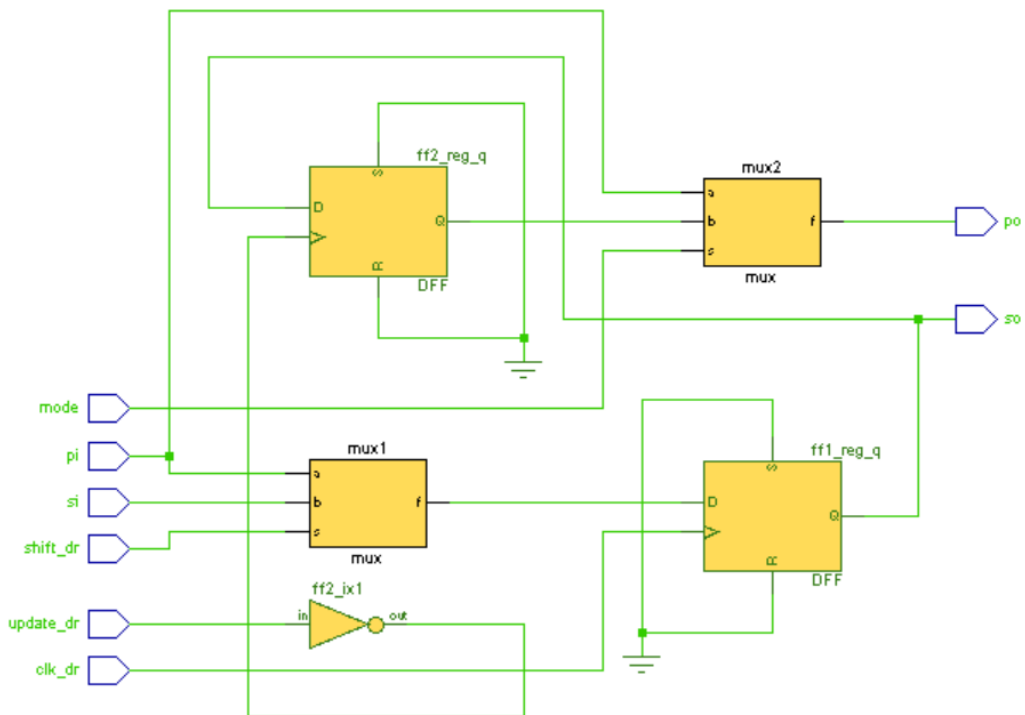 ff2_reg_q
S
D
Q
R
DFF
mux2
a
b
f
s
mux
po
so
mode
pi
si
shift_dr
update_dr
clk_dr
mux1
a
b
f
s
mux
ff2_ix1
in
out
ff1_reg_q
S
D
Q
R
DFF